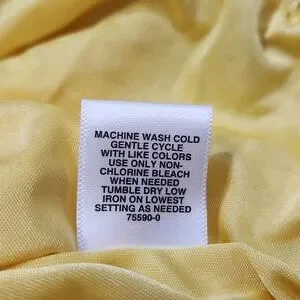 MACHINE WASH COLD
GENTLE CYCLE
WITH LIKE COLORS
USE ONLY NON-
CHLORINE BLEACH
WHEN NEEDED
TUMBLE DRY LOW
IRON ON LOWEST
SETTING AS NEEDED
75590-0